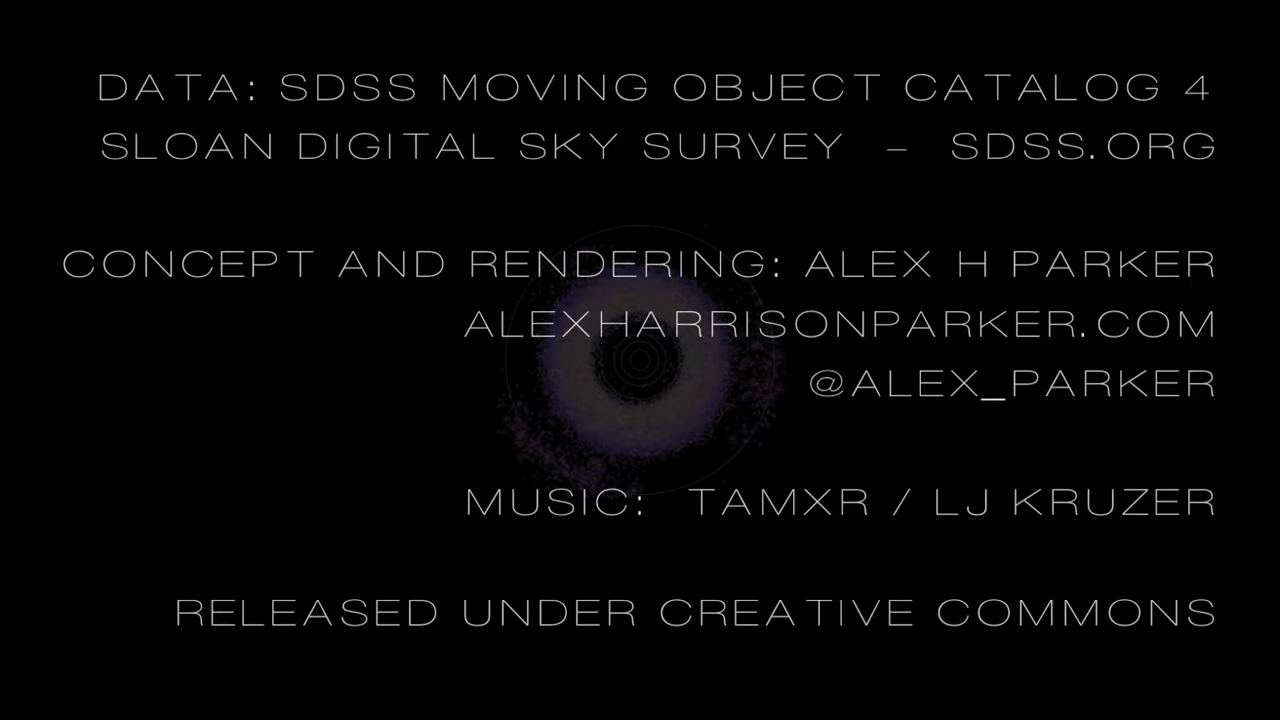 DATA: SDSS MOVING OBJECT CATALOG 4
SLOAN DIGITAL SKY SURVEY – SDSS.ORG
CONCEPT AND RENDERING: ALEX H PARKER
ALEXHARRISONPARKER.COM
@ALEX_PARKER
MUSIC: TAMXR / LJ KRUZER
RELEASED UNDER CREATIVE COMMONS